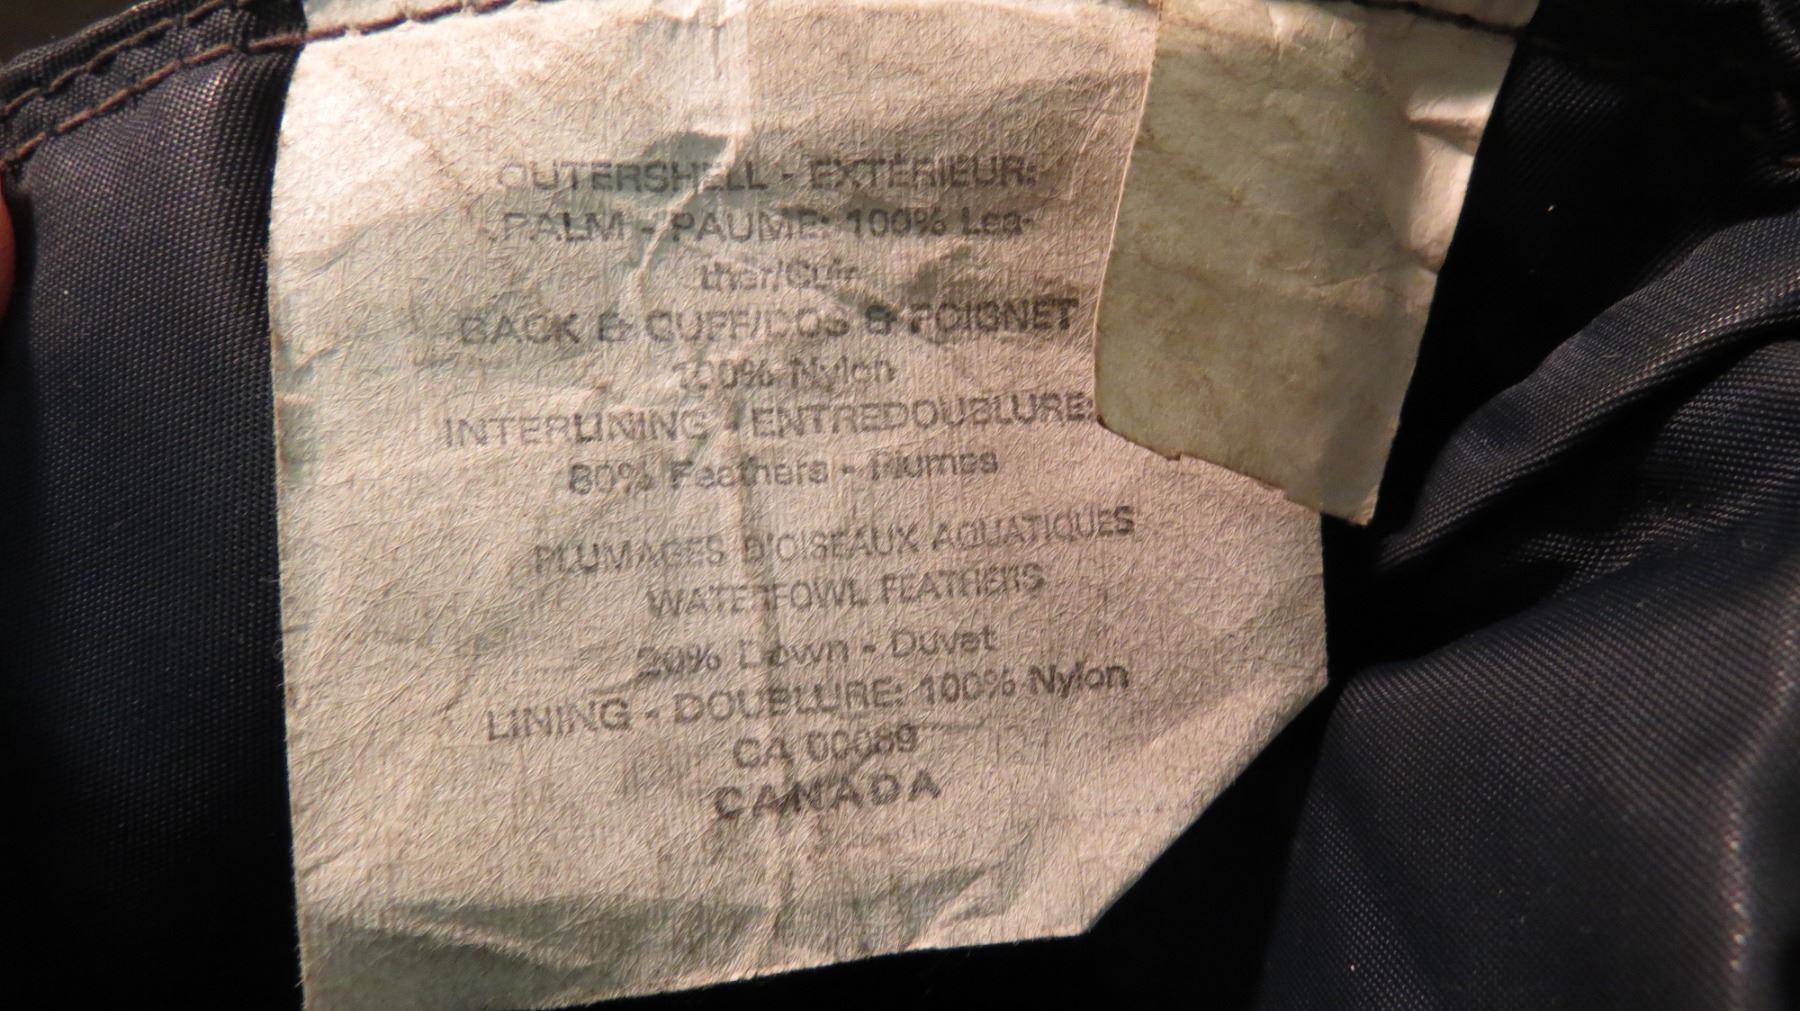 OUTERSHELL - EXTÉRIEUR:
PALM - PAUME: 100% Lea-
ther/Cuir
BACK & CUFF/DOS & POIGNET
100% Nylon
INTERLINING - ENTREDOUBLURE:
80% Feathers - Plumes
PLUMAGES D'OISEAUX AQUATIQUES
WATERFOWL FEATHERS
20% Down - Duvet
LINING - DOUBLURE: 100% Nylon
CA 00089
CANADA